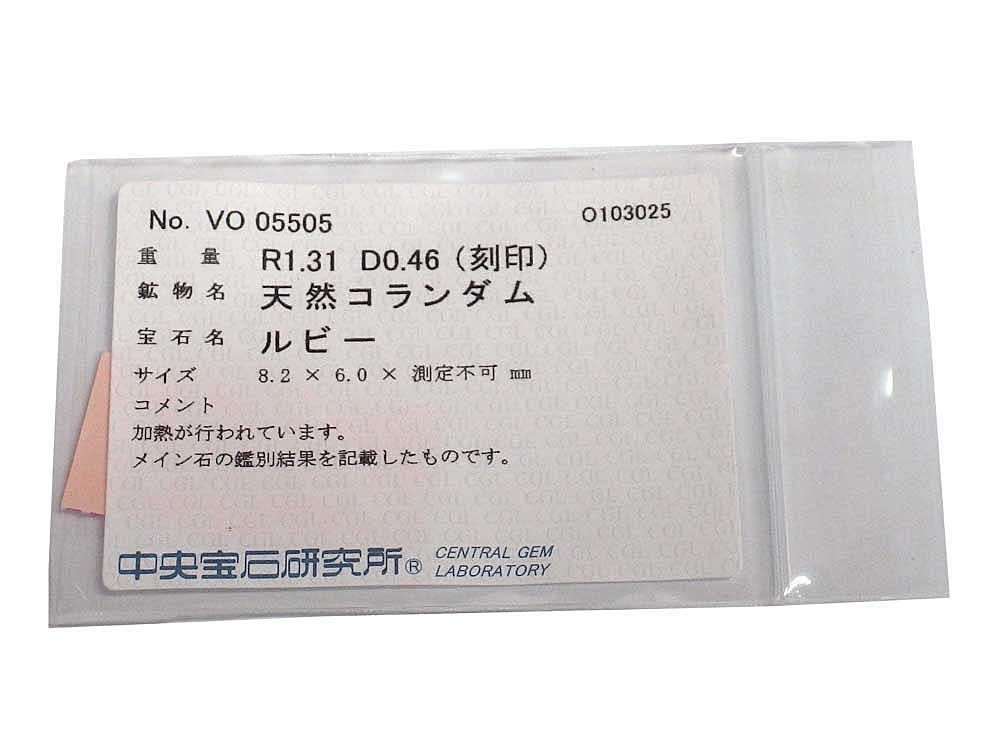 No. VO 05505 O103025
重量 R1.31 D0.46（刻印）
鉱物名 天然コランダム
宝石名 ルビー
サイズ 8.2 × 6.0 × 測定不可 mm
コメント
加熱が行われています。
メイン石の鑑別結果を記載したものです。
中央宝石研究所® CENTRAL GEM
LABORATORY